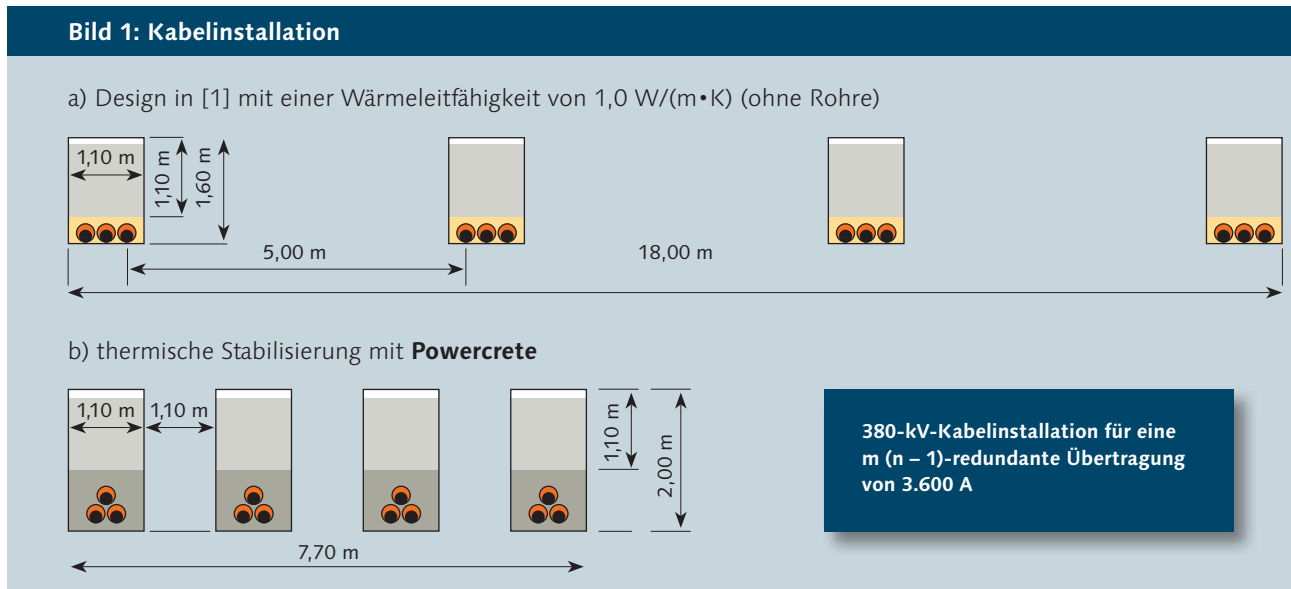 Bild 1: Kabelinstallation
a) Design in [1] mit einer Wärmeleitfähigkeit von 1,0 W/(m•K) (ohne Rohre)
1,10 m
1,10 m
1,60 m
5,00 m
18,00 m
b) thermische Stabilisierung mit Powercrete
1,10 m
1,10 m
1,10 m
2,00 m
7,70 m
380-kV-Kabelinstallation für eine
m (n – 1)-redundante Übertragung
von 3.600 A